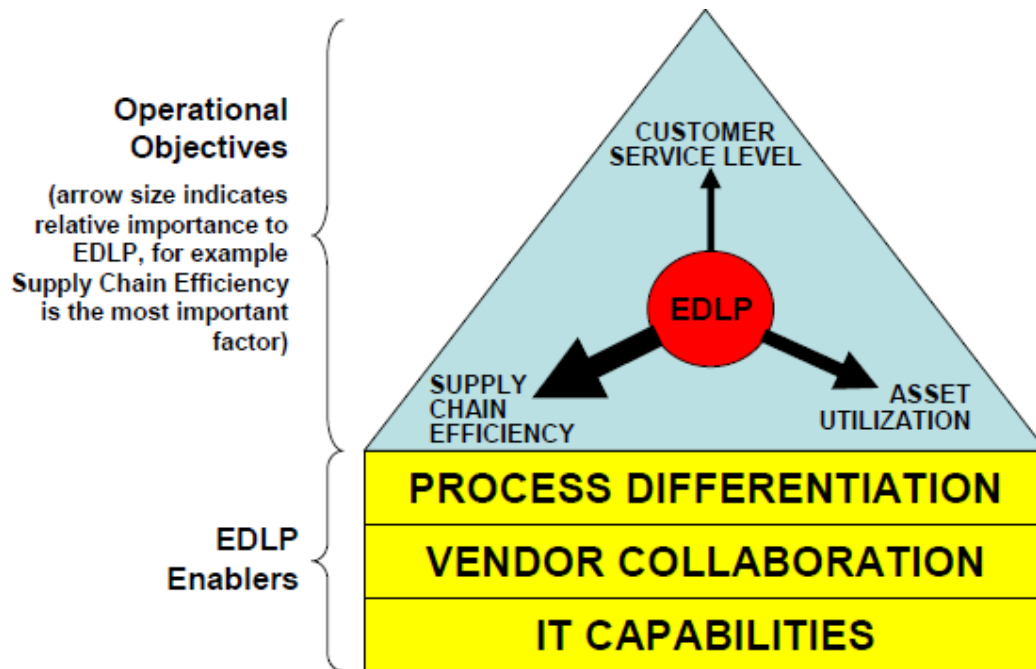 Operational
Objectives
(arrow size indicates
relative importance to
EDLP, for example
Supply Chain Efficiency
is the most important
factor)
CUSTOMER
SERVICE LEVEL
EDLP
SUPPLY
CHAIN
EFFICIENCY
ASSET
UTILIZATION
EDLP
Enablers
PROCESS DIFFERENTIATION
VENDOR COLLABORATION
IT CAPABILITIES